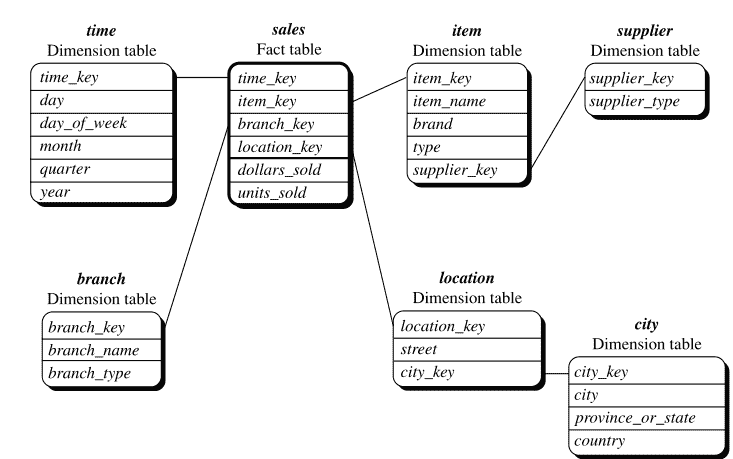 time
Dimension table
time_key
day
day_of_week
month
quarter
year
sales
Fact table
time_key
item_key
branch_key
location_key
dollars_sold
units_sold
item
Dimension table
item_key
item_name
brand
type
supplier_key
supplier
Dimension table
supplier_key
supplier_type
branch
Dimension table
branch_key
branch_name
branch_type
location
Dimension table
location_key
street
city_key
city
Dimension table
city_key
city
province_or_state
country